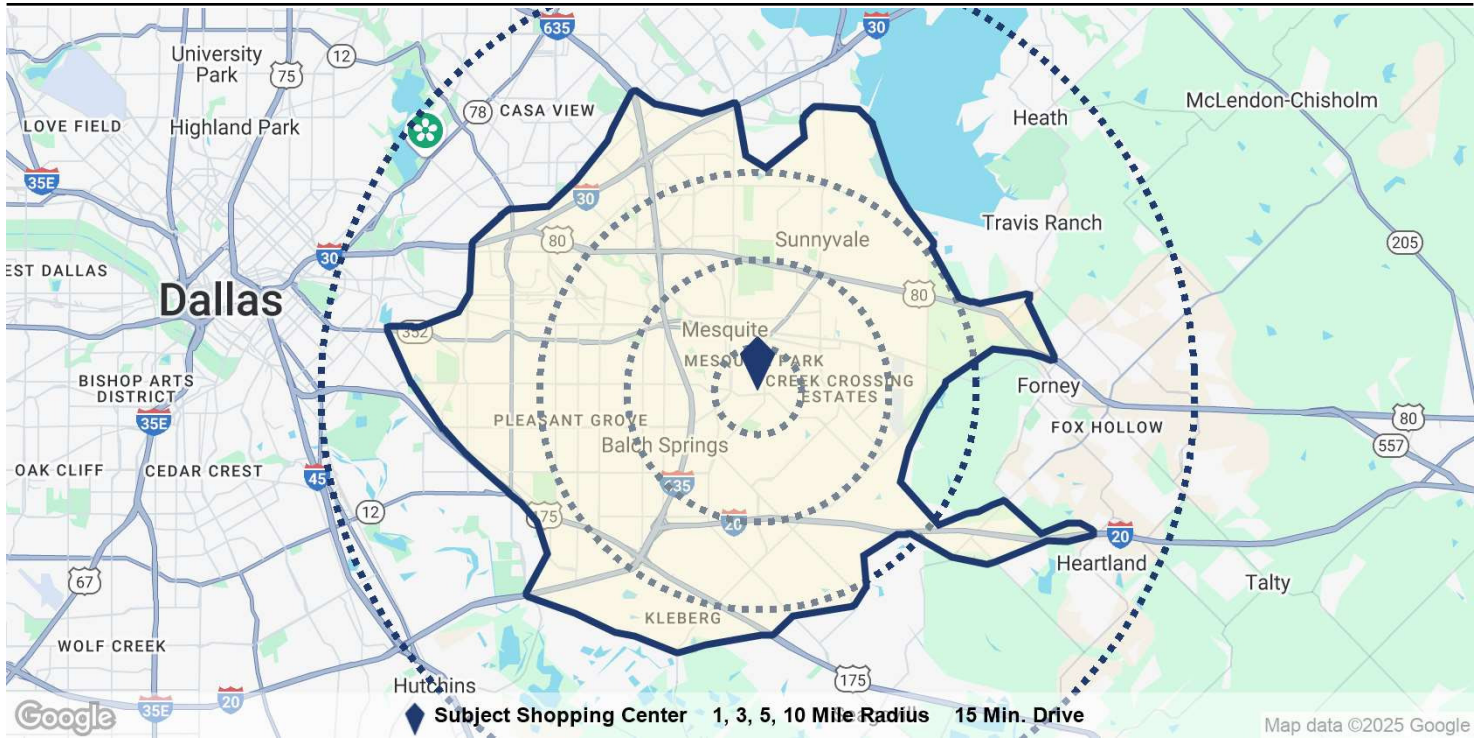 635
30
12
University
Park
75
McLendon-Chisholm
78
CASA VIEW
Heath
LOVE FIELD
Highland Park
35E
30
Travis Ranch
80
Sunnyvale
205
30
EST DALLAS
Dallas
80
352
Mesquite
MESQU
PARK
CREEK CROSSING
ESTATES
BISHOP ARTS
DISTRICT
Forney
80
35E
PLEASANT GROVE
FOX HOLLOW
557
Balch Springs
OAK CLIFF
CEDAR CREST
45
635
12
175
20
20
Heartland
67
Talty
KLEBERG
WOLF CREEK
175
Hutchins
35E
20
Google
Subject Shopping Center 1, 3, 5, 10 Mile Radius 15 Min. Drive
Map data ©2025 Google